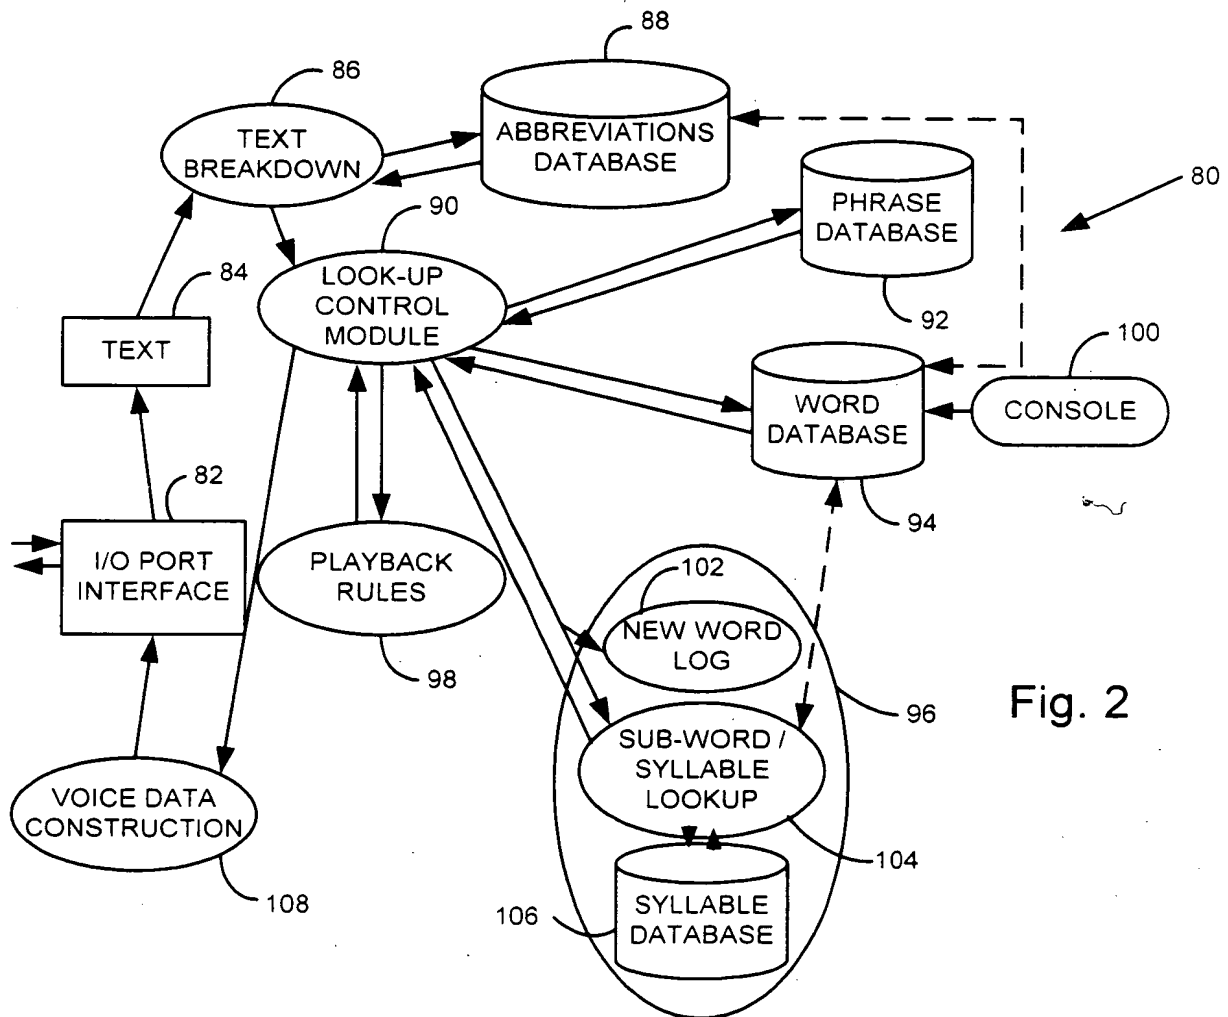 88
86
TEXT
BREAKDOWN
ABBREVIATIONS
DATABASE
80
PHRASE
DATABASE
90
LOOK-UP
CONTROL
MODULE
84
TEXT
92
100
WORD
DATABASE
CONSOLE
82
94
I/O PORT
INTERFACE
PLAYBACK
RULES
102
NEW WORD
LOG
98
96
Fig. 2
SUB-WORD /
SYLLABLE
LOOKUP
VOICE DATA
CONSTRUCTION
104
108
106
SYLLABLE
DATABASE